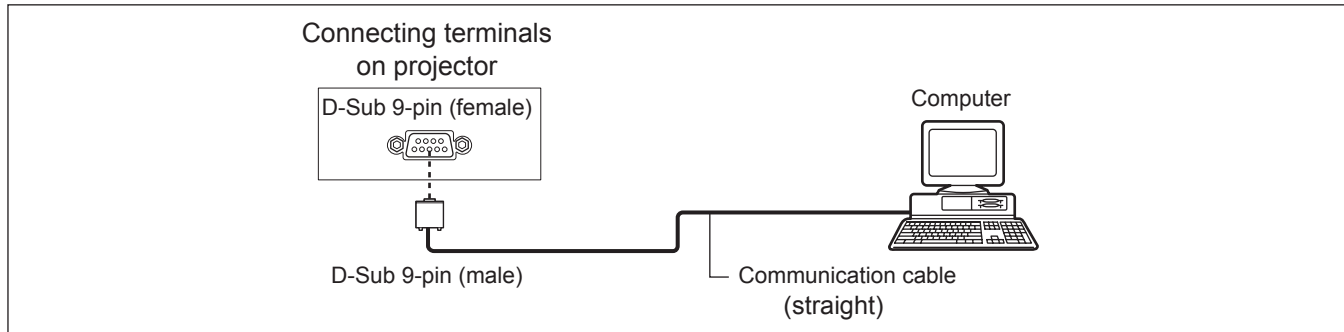 Connecting terminals
on projector
D-Sub 9-pin (female)
Computer
D-Sub 9-pin (male)
Communication cable
(straight)